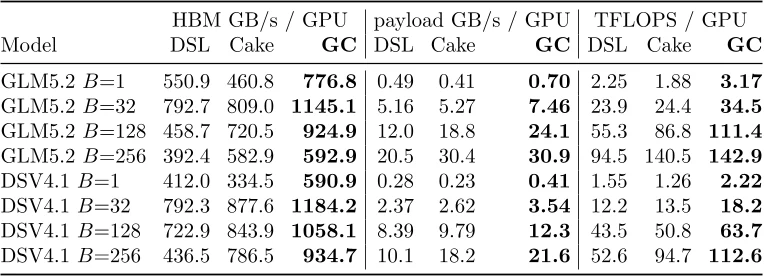 HBM GB/s / GPU payload GB/s / GPU TFLOPS / GPU
Model DSL Cake GC DSL Cake GC DSL Cake GC
GLM5.2 B=1 550.9 460.8 776.8 0.49 0.41 0.70 2.25 1.88 3.17
GLM5.2 B=32 792.7 809.0 1145.1 5.16 5.27 7.46 23.9 24.4 34.5
GLM5.2 B=128 458.7 720.5 924.9 12.0 18.8 24.1 55.3 86.8 111.4
GLM5.2 B=256 392.4 582.9 592.9 20.5 30.4 30.9 94.5 140.5 142.9
DSV4.1 B=1 412.0 334.5 590.9 0.28 0.23 0.41 1.55 1.26 2.22
DSV4.1 B=32 792.3 877.6 1184.2 2.37 2.62 3.54 12.2 13.5 18.2
DSV4.1 B=128 722.9 843.9 1058.1 8.39 9.79 12.3 43.5 50.8 63.7
DSV4.1 B=256 436.5 786.5 934.7 10.1 18.2 21.6 52.6 94.7 112.6